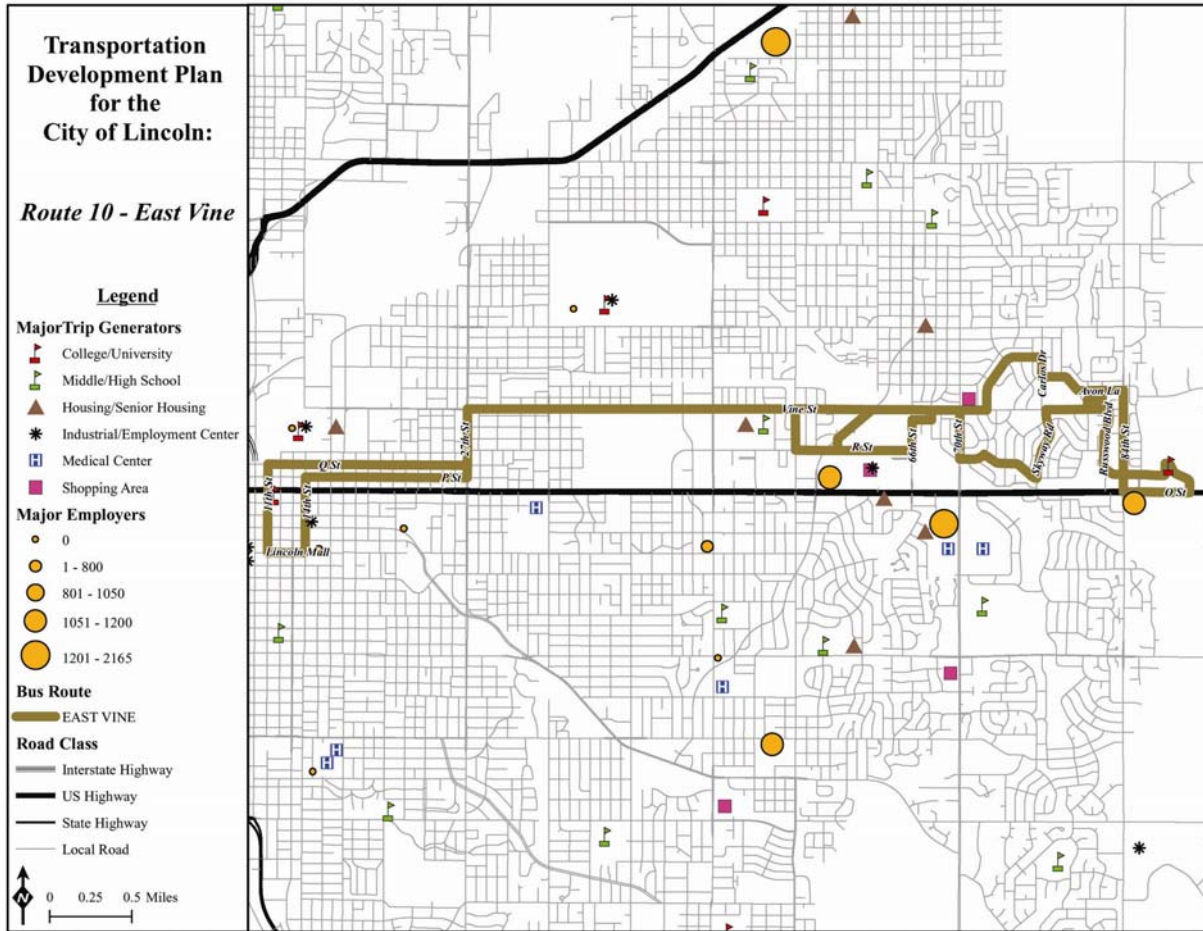 Transportation
Development Plan
for the
City of Lincoln:
Route 10 - East Vine
Legend
MajorTrip Generators
College/University
Middle/High School
Housing/Senior Housing
Industrial/Employment Center
Medical Center
Shopping Area
Major Employers
0
1 - 800
801 - 1050
1051 - 1200
1201 - 2165
Bus Route
EAST VINE
Road Class
Interstate Highway
US Highway
State Highway
Local Road
N
0 0.25 0.5 Miles
Carlos Dr
Avon La
Vine St
27th St
R St
66th St
70th St
Skyway Rd
Russwood Blvd
84th St
Q St
P St
11th St
14th St
O St
Lincoln Mall
H
H
H
H
H
H